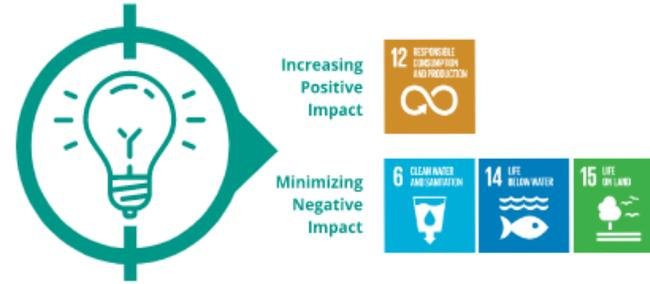 Increasing
Positive
Impact
12 RESPONSIBLE
CONSUMPTION
AND PRODUCTION
Minimizing
Negative
Impact
6 CLEAN WATER
AND SANITATION
14 LIFE
BELOW WATER
15 LIFE
ON LAND